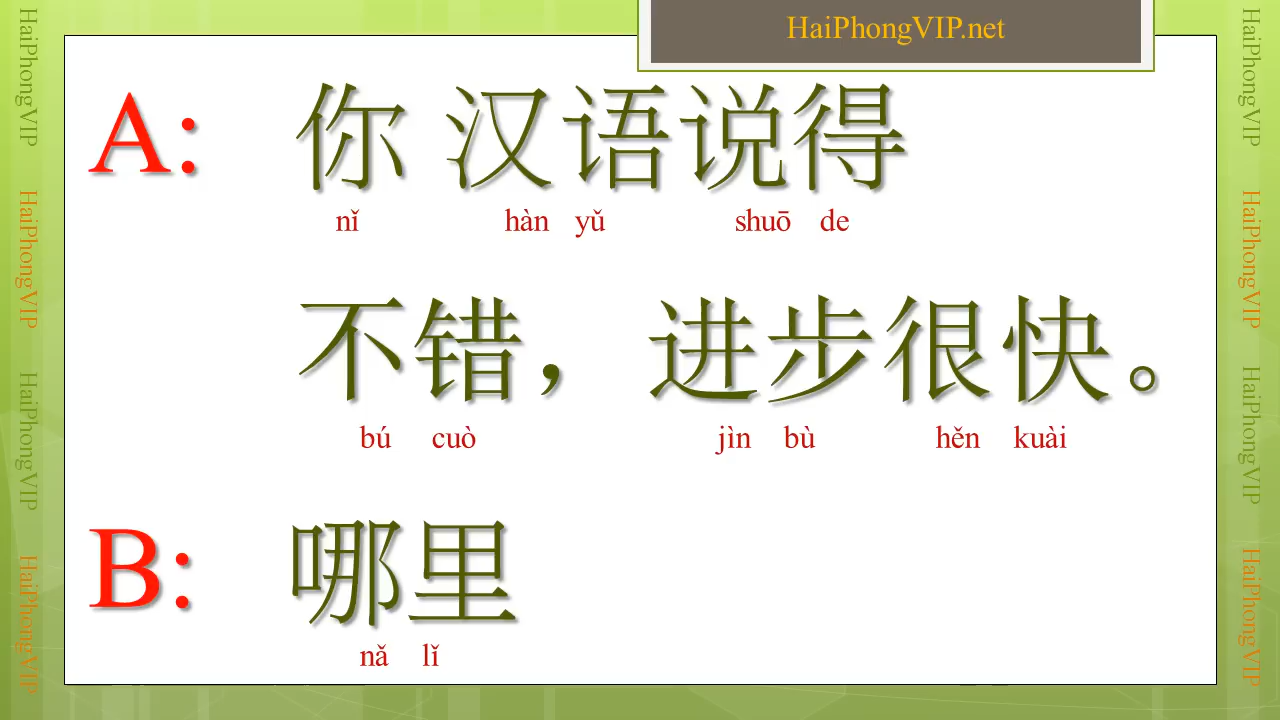 HaiPhongVIP.net
A: 你 汉语说得
nǐ hàn yǔ shuō de
不错，进步很快。
bú cuò jìn bù hěn kuài
B: 哪里
nǎ lǐ
HaiPhongVIP
HaiPhongVIP
HaiPhongVIP
HaiPhongVIP
HaiPhongVIP
HaiPhongVIP
HaiPhongVIP
HaiPhongVIP